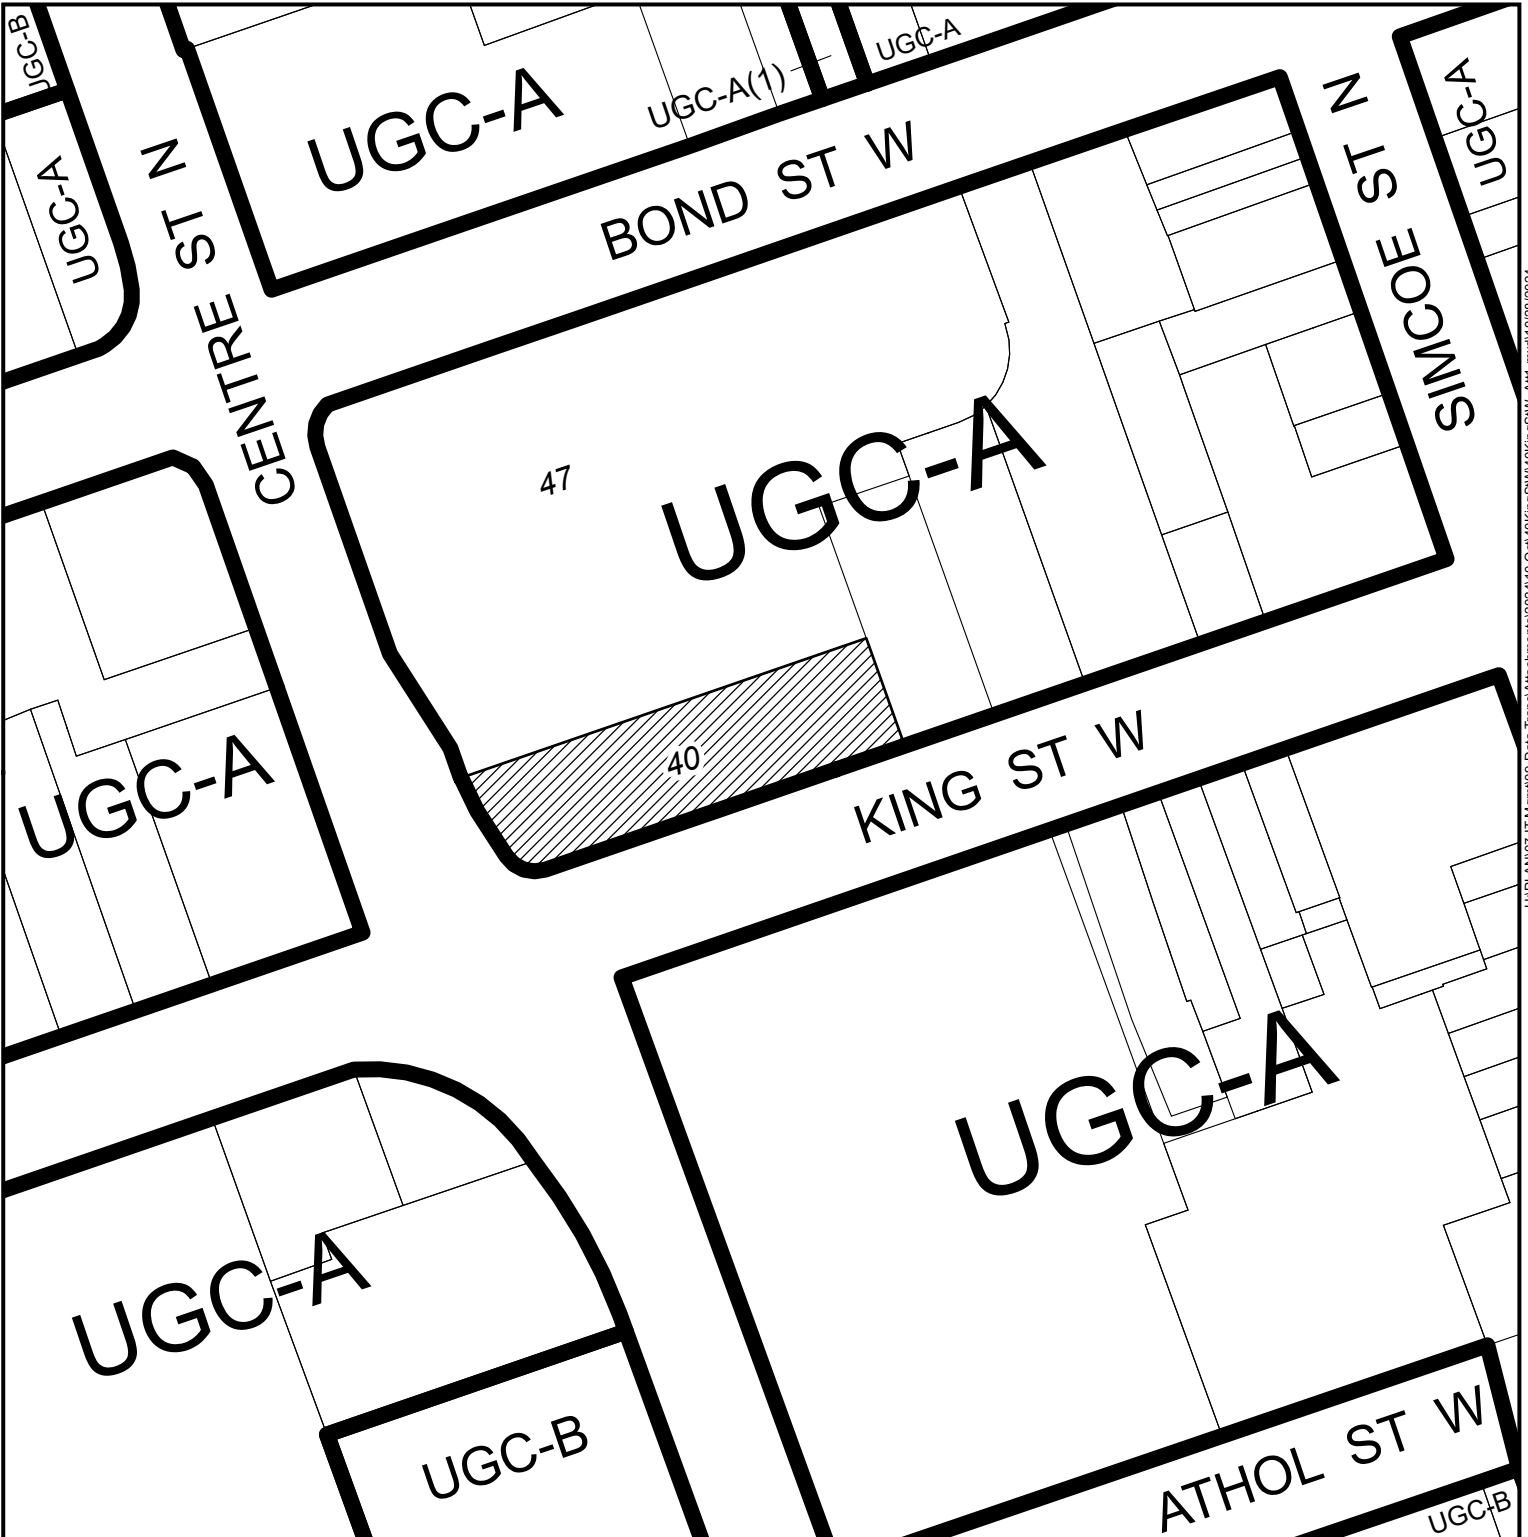 UGC-B
UGC-A
UGC-A
UGC-A(1)
UGC-A
UGC-A
CENTRE ST N
BOND ST W
SIMCOE ST N
47
UGC-A
40
UGC-A
KING ST W
UGC-A
UGC-A
UGC-B
ATHOL ST W
UGC-B